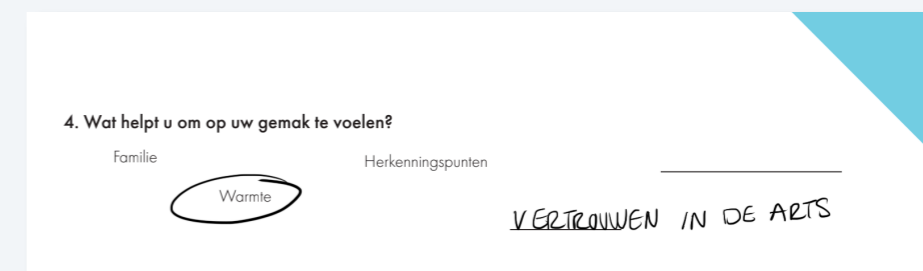 4. Wat helpt u om op uw gemak te voelen?
Familie
Herkenningspunten
Warmte
VERTROUWEN IN DE ARTS